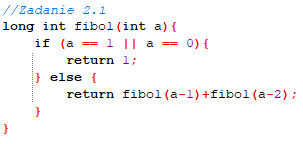 //Zadanie 2.1
long int fibol(int a){
    if (a == 1 || a == 0){
        return 1;
    } else {
        return fibol(a-1)+fibol(a-2);
    }
}